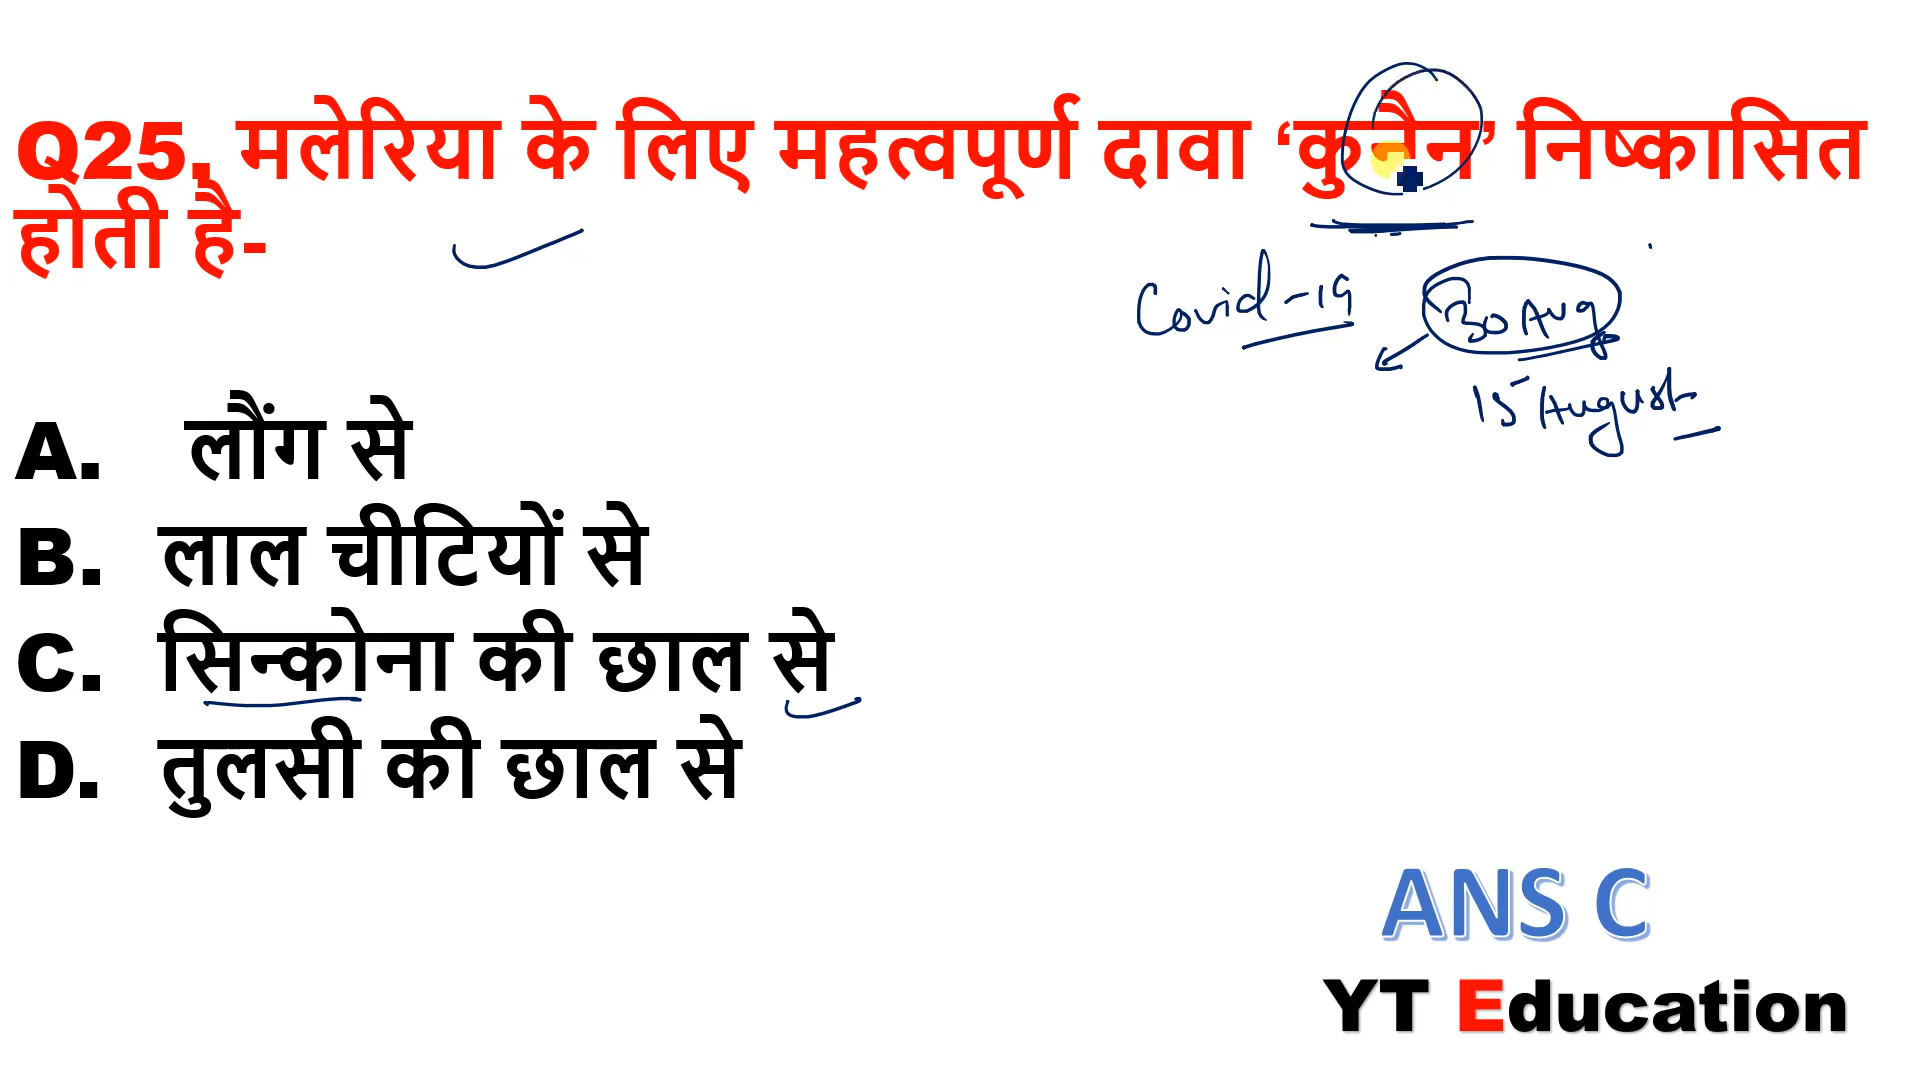 Q25. मलेरिया के लिए महत्वपूर्ण दावा ‘कुनैन’ निष्कासित
होती है-
Covid-19
30 Aug
15 August
A. लौंग से
B. लाल चीटियों से
C. सिन्कोना की छाल से
D. तुलसी की छाल से
ANS C
YT Education